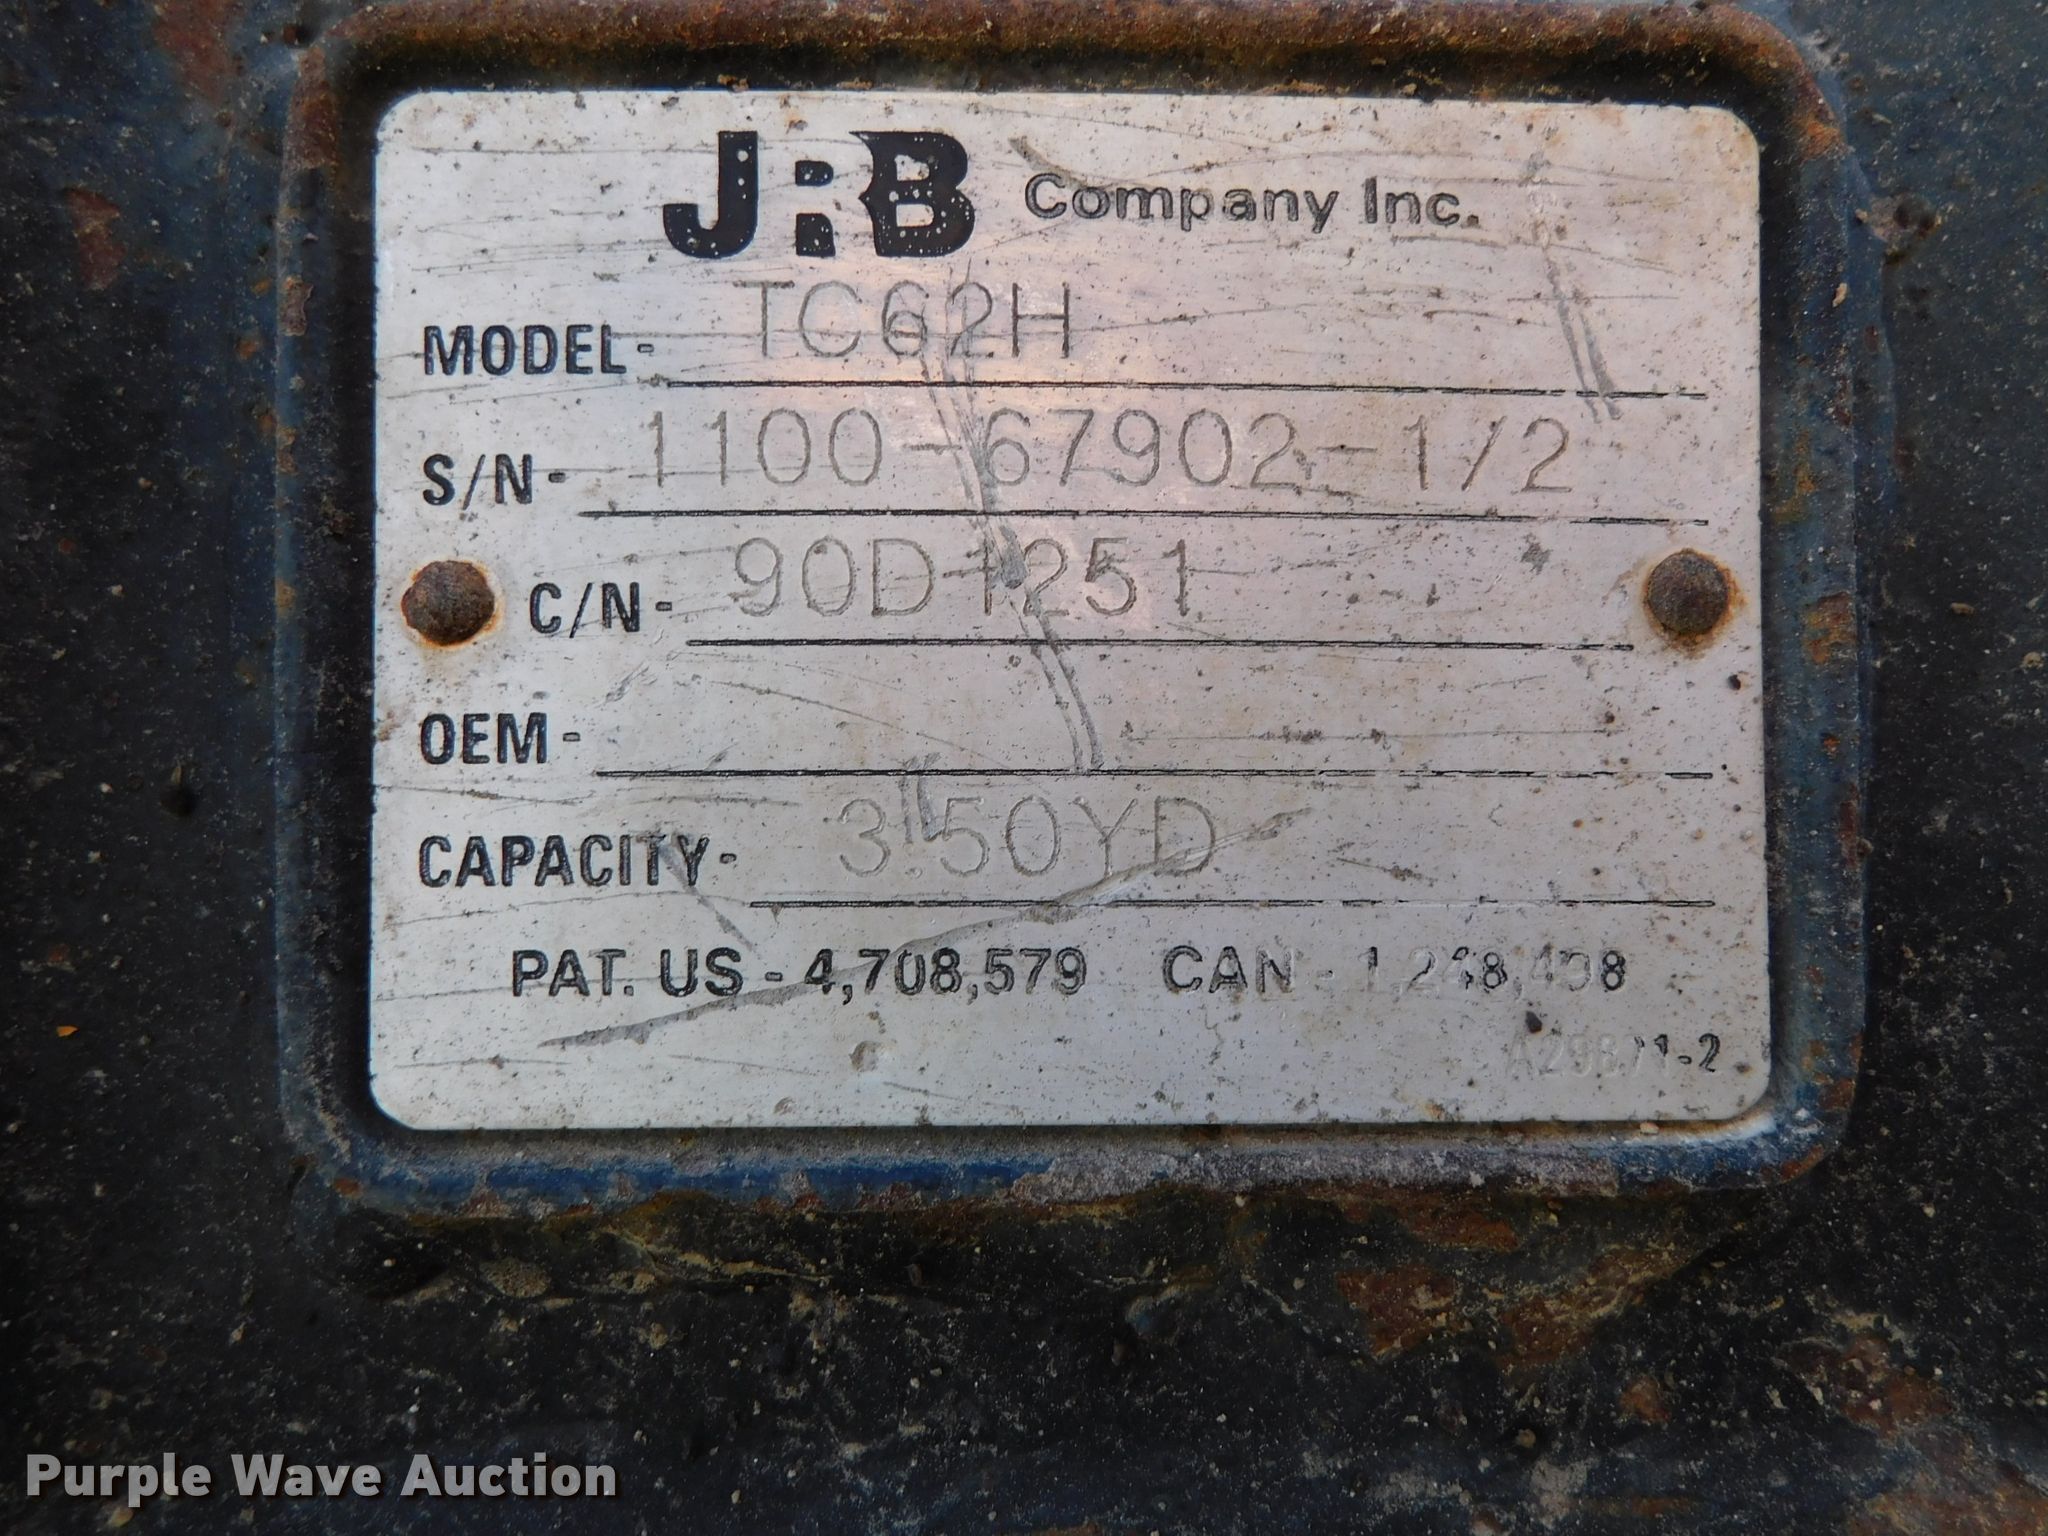 JRB Company Inc.
MODEL- TC62H
S/N- 1100-67902-1/2
C/N- 90D1251
OEM-
CAPACITY- 3.50YD
PAT. US - 4,708,579 CAN -
Purple Wave Auction